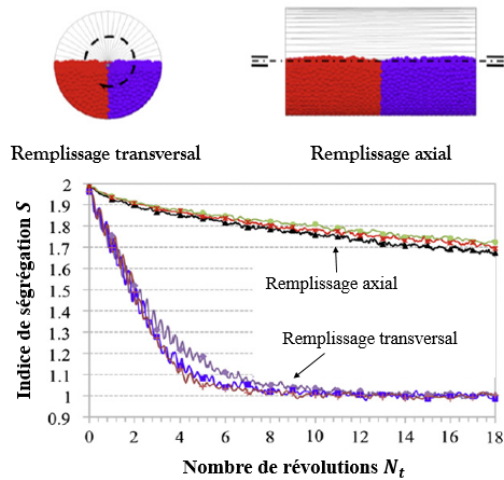 Remplissage transversal
Remplissage axial
Indice de ségrégation S
2
1.9
1.8
1.7
1.6
1.5
1.4
1.3
1.2
1.1
1
0.9
Remplissage axial
Remplissage transversal
0 2 4 6 8 10 12 14 16 18
Nombre de révolutions Nt